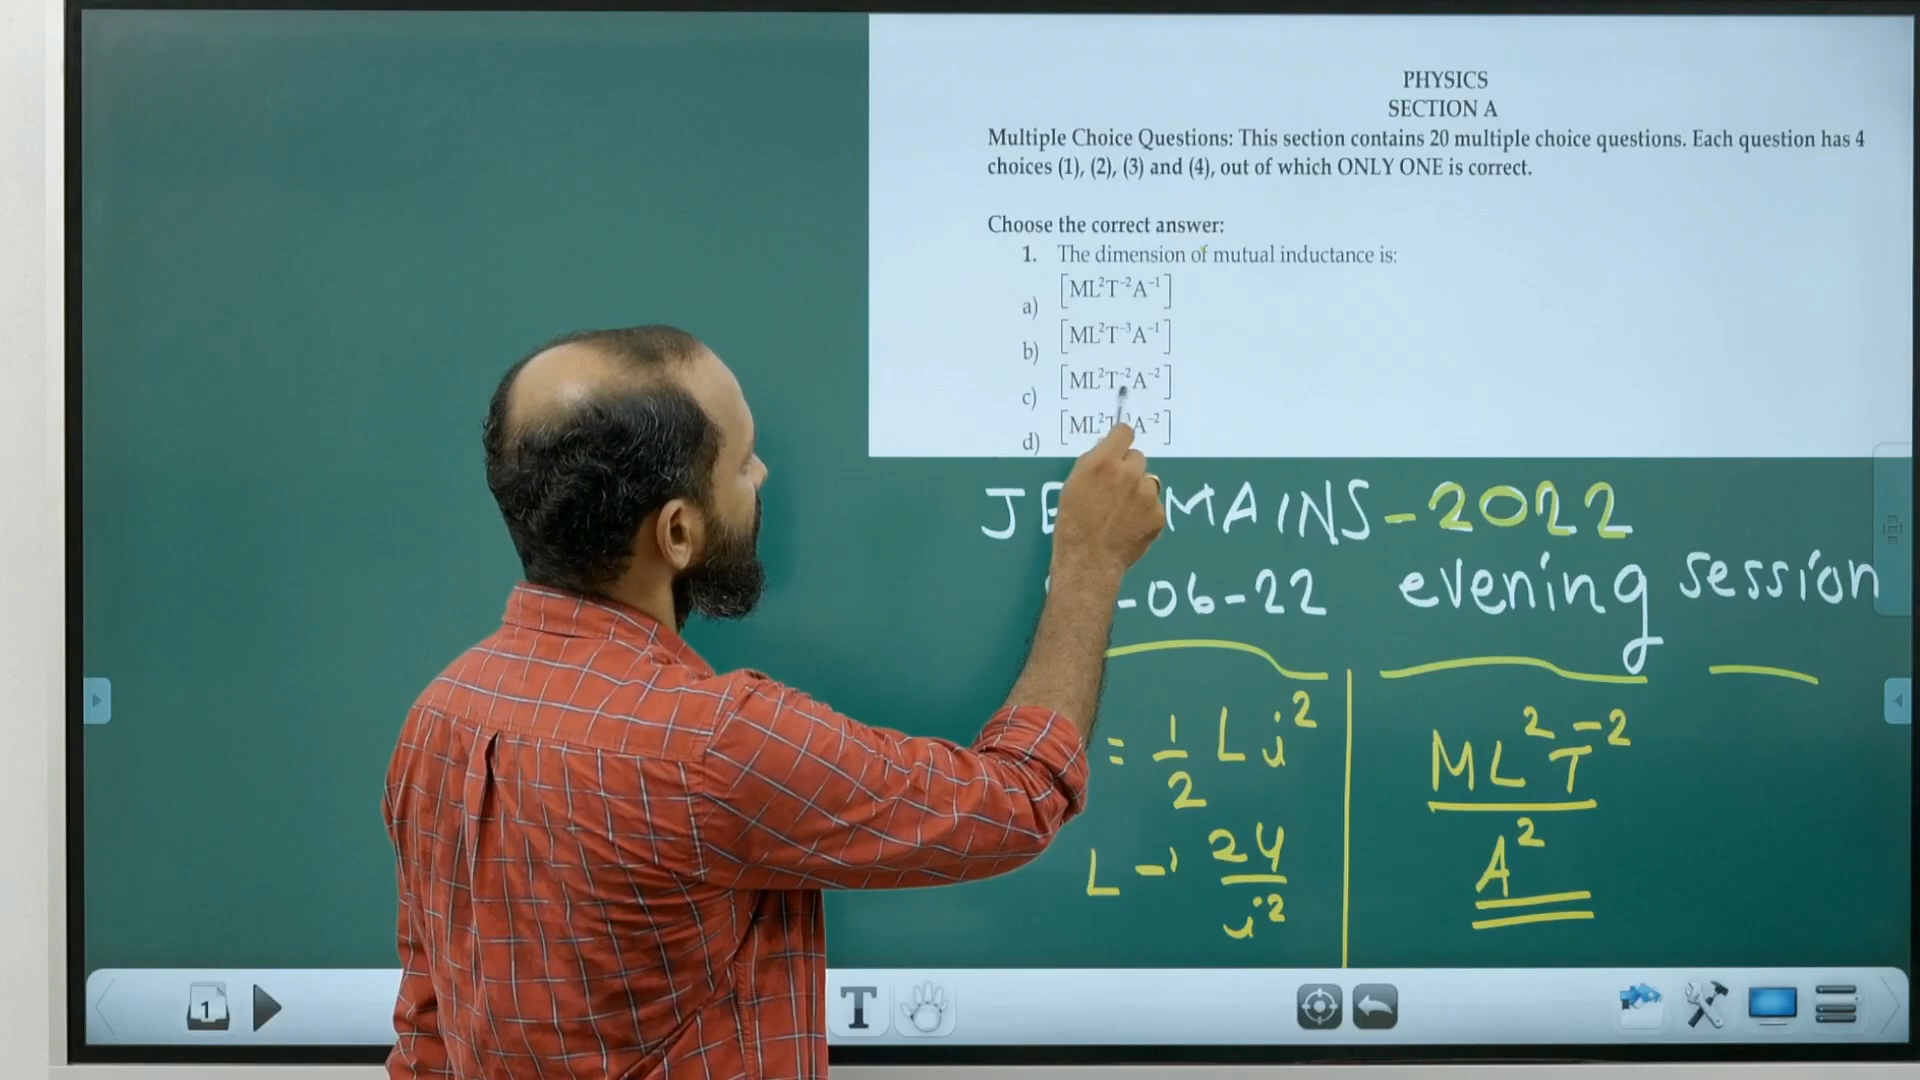 PHYSICS
SECTION A
Multiple Choice Questions: This section contains 20 multiple choice questions. Each question has 4
choices (1), (2), (3) and (4), out of which ONLY ONE is correct.
Choose the correct answer:
1. The dimension of mutual inductance is:
a) [ML²T⁻²A⁻¹]
b) [ML²T⁻³A⁻¹]
c) [ML²T⁻²A⁻²]
d) [ML² A⁻²]
MAINS-2022
-06-22 evening session
= 1/2 Li²
L → 2U/i²
ML²T⁻²/A²
1
T